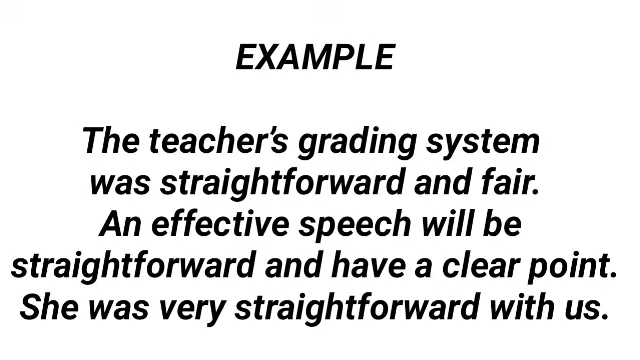 EXAMPLE
The teacher’s grading system
was straightforward and fair.
An effective speech will be
straightforward and have a clear point.
She was very straightforward with us.